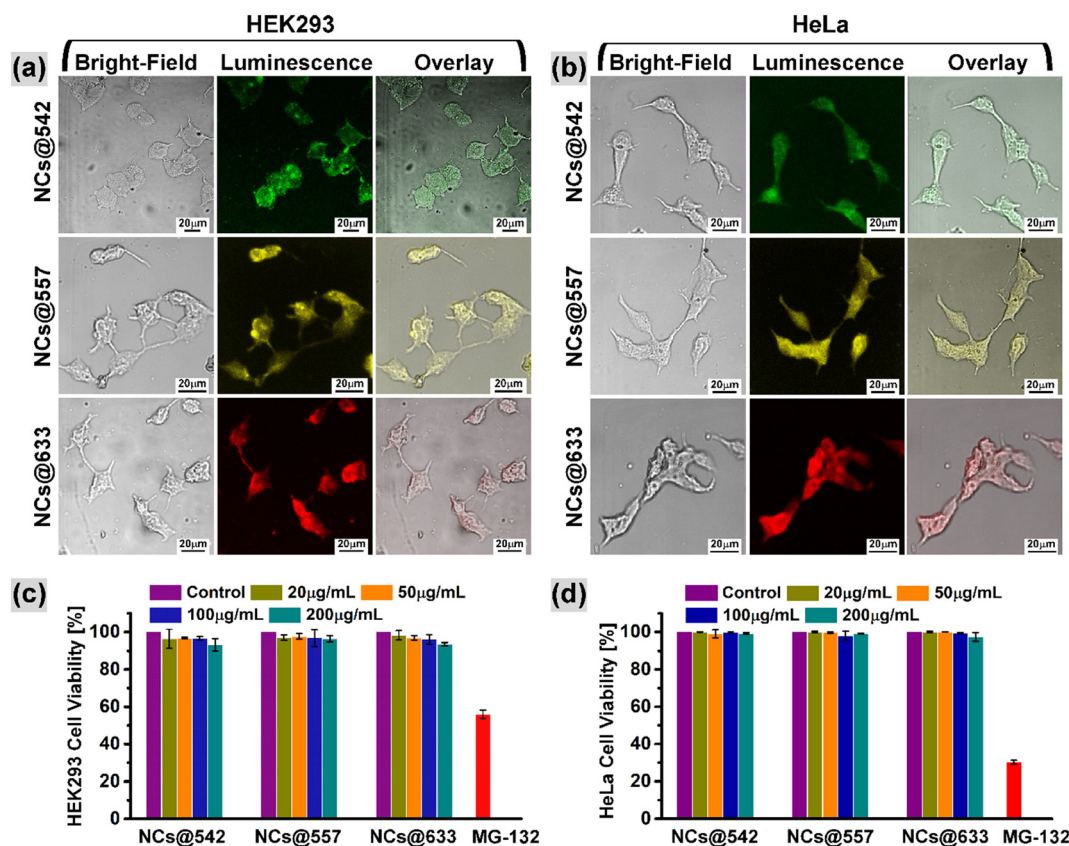 HEK293
(a) Bright-Field Luminescence Overlay
NCs@542
20μm 20μm 20μm
NCs@557
20μm 20μm 20μm
NCs@633
20μm 20μm 20μm
HeLa
(b) Bright-Field Luminescence Overlay
NCs@542
20μm 20μm 20μm
NCs@557
20μm 20μm 20μm
NCs@633
20μm 20μm 20μm
(c)
Control 20μg/mL 50μg/mL
100μg/mL 200μg/mL
HEK293 Cell Viability [%]
100
80
60
40
20
0
NCs@542 NCs@557 NCs@633 MG-132
(d)
Control 20μg/mL 50μg/mL
100μg/mL 200μg/mL
HeLa Cell Viability [%]
100
80
60
40
20
0
NCs@542 NCs@557 NCs@633 MG-132